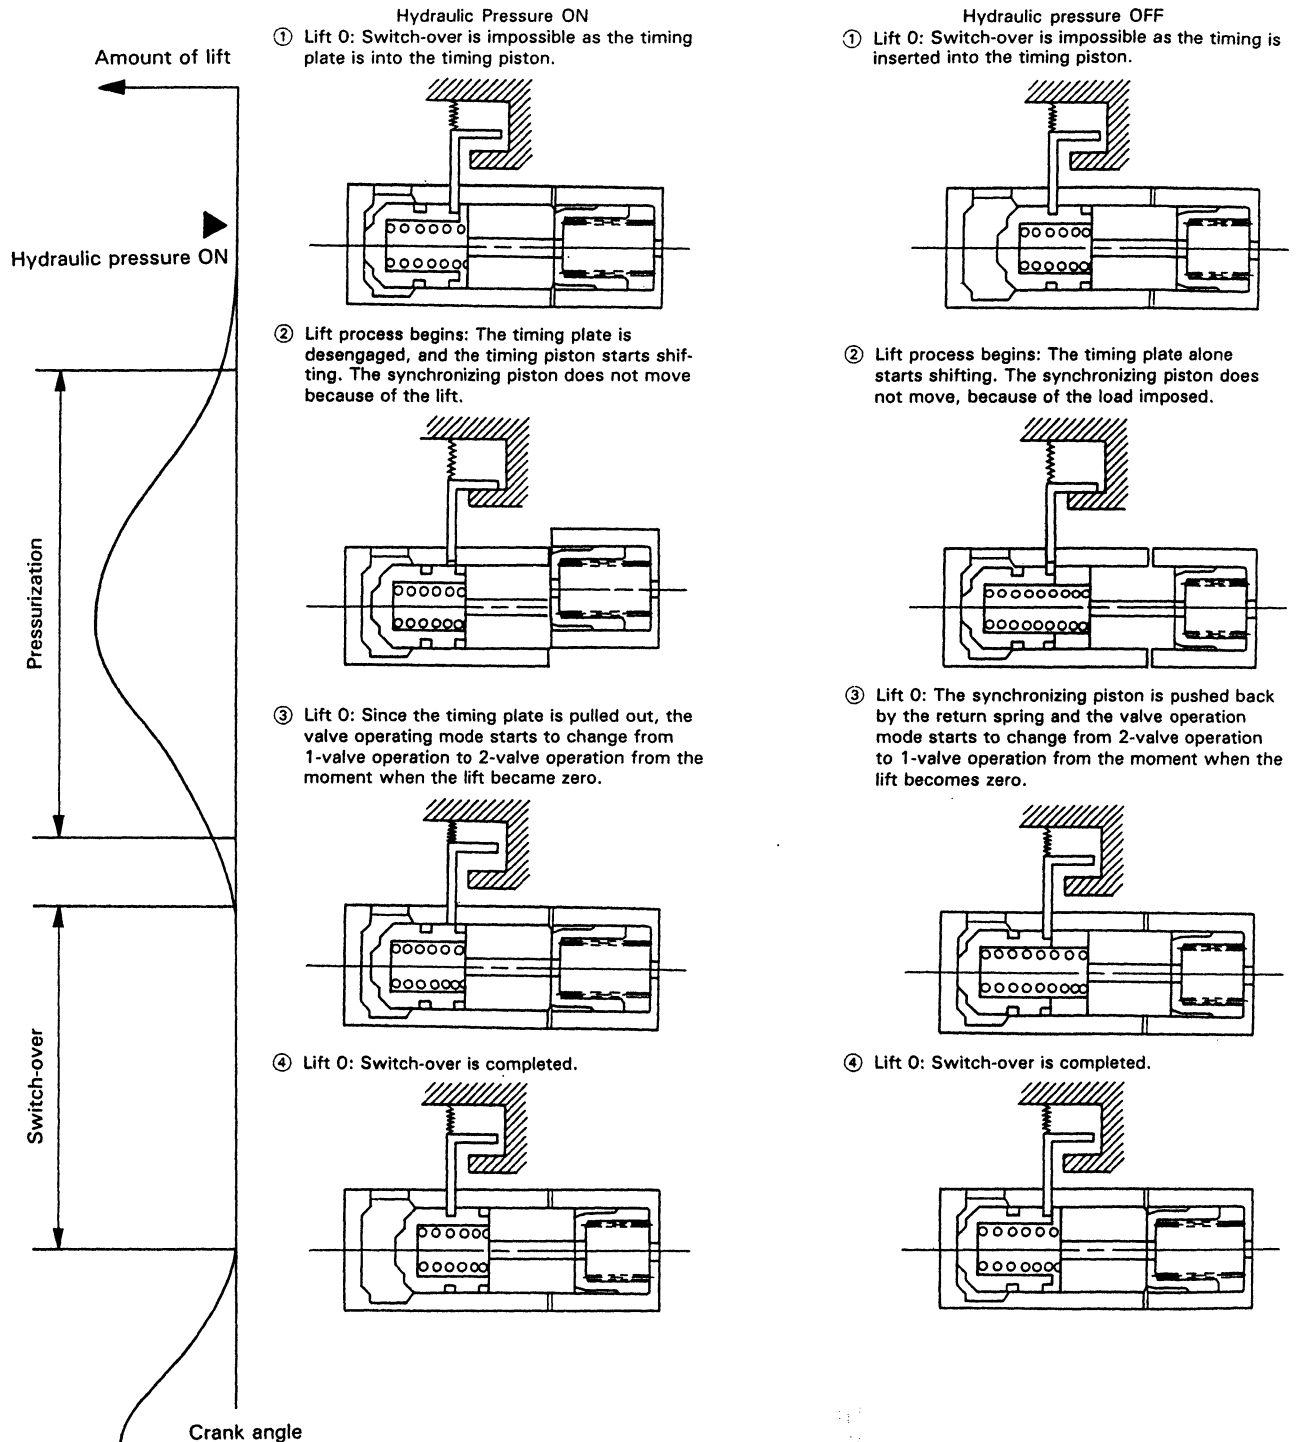 Amount of lift
Hydraulic pressure ON
Pressurization
Switch-over
Crank angle
Hydraulic Pressure ON
① Lift 0: Switch-over is impossible as the timing
plate is into the timing piston.
② Lift process begins: The timing plate is
desengaged, and the timing piston starts shif-
ting. The synchronizing piston does not move
because of the lift.
③ Lift 0: Since the timing plate is pulled out, the
valve operating mode starts to change from
1-valve operation to 2-valve operation from the
moment when the lift became zero.
④ Lift 0: Switch-over is completed.
Hydraulic pressure OFF
① Lift 0: Switch-over is impossible as the timing is
inserted into the timing piston.
② Lift process begins: The timing plate alone
starts shifting. The synchronizing piston does
not move, because of the load imposed.
③ Lift 0: The synchronizing piston is pushed back
by the return spring and the valve operation
mode starts to change from 2-valve operation
to 1-valve operation from the moment when the
lift becomes zero.
④ Lift 0: Switch-over is completed.